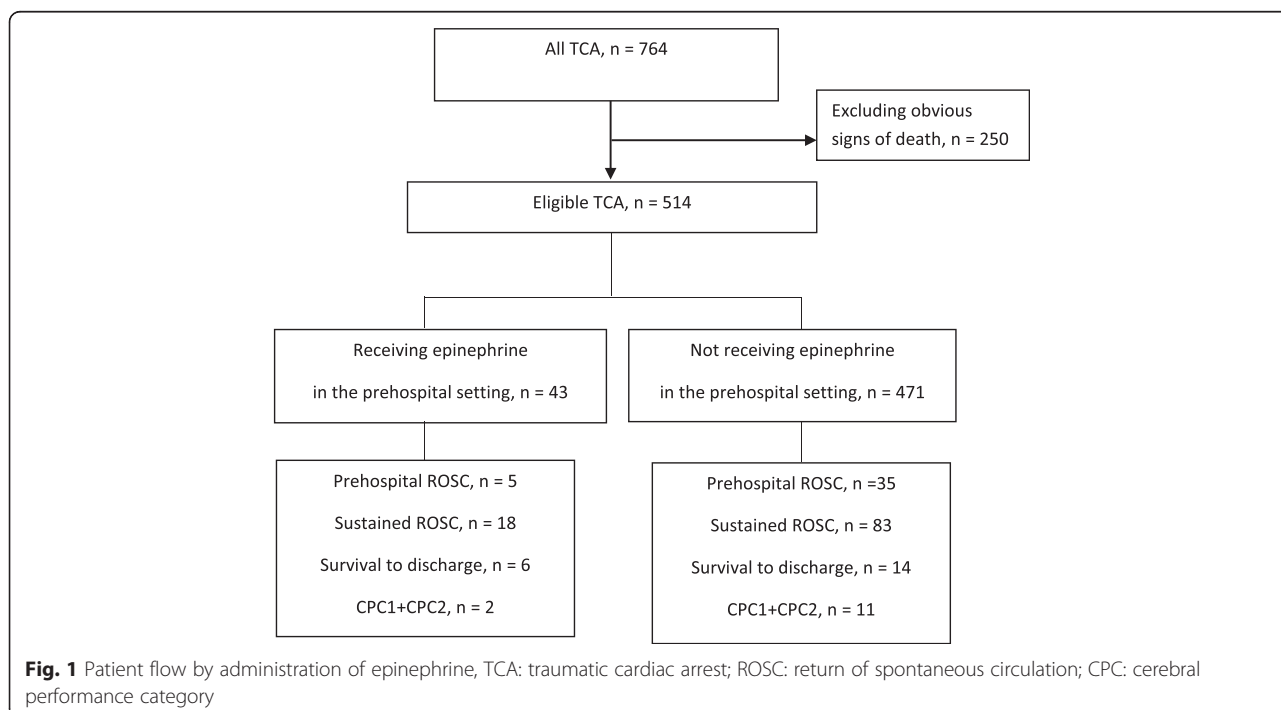 All TCA, n = 764
Excluding obvious
signs of death, n = 250
Eligible TCA, n = 514
Receiving epinephrine
in the prehospital setting, n = 43
Not receiving epinephrine
in the prehospital setting, n = 471
Prehospital ROSC, n = 5
Sustained ROSC, n = 18
Survival to discharge, n = 6
CPC1+CPC2, n = 2
Prehospital ROSC, n =35
Sustained ROSC, n = 83
Survival to discharge, n = 14
CPC1+CPC2, n = 11
Fig. 1 Patient flow by administration of epinephrine, TCA: traumatic cardiac arrest; ROSC: return of spontaneous circulation; CPC: cerebral
performance category